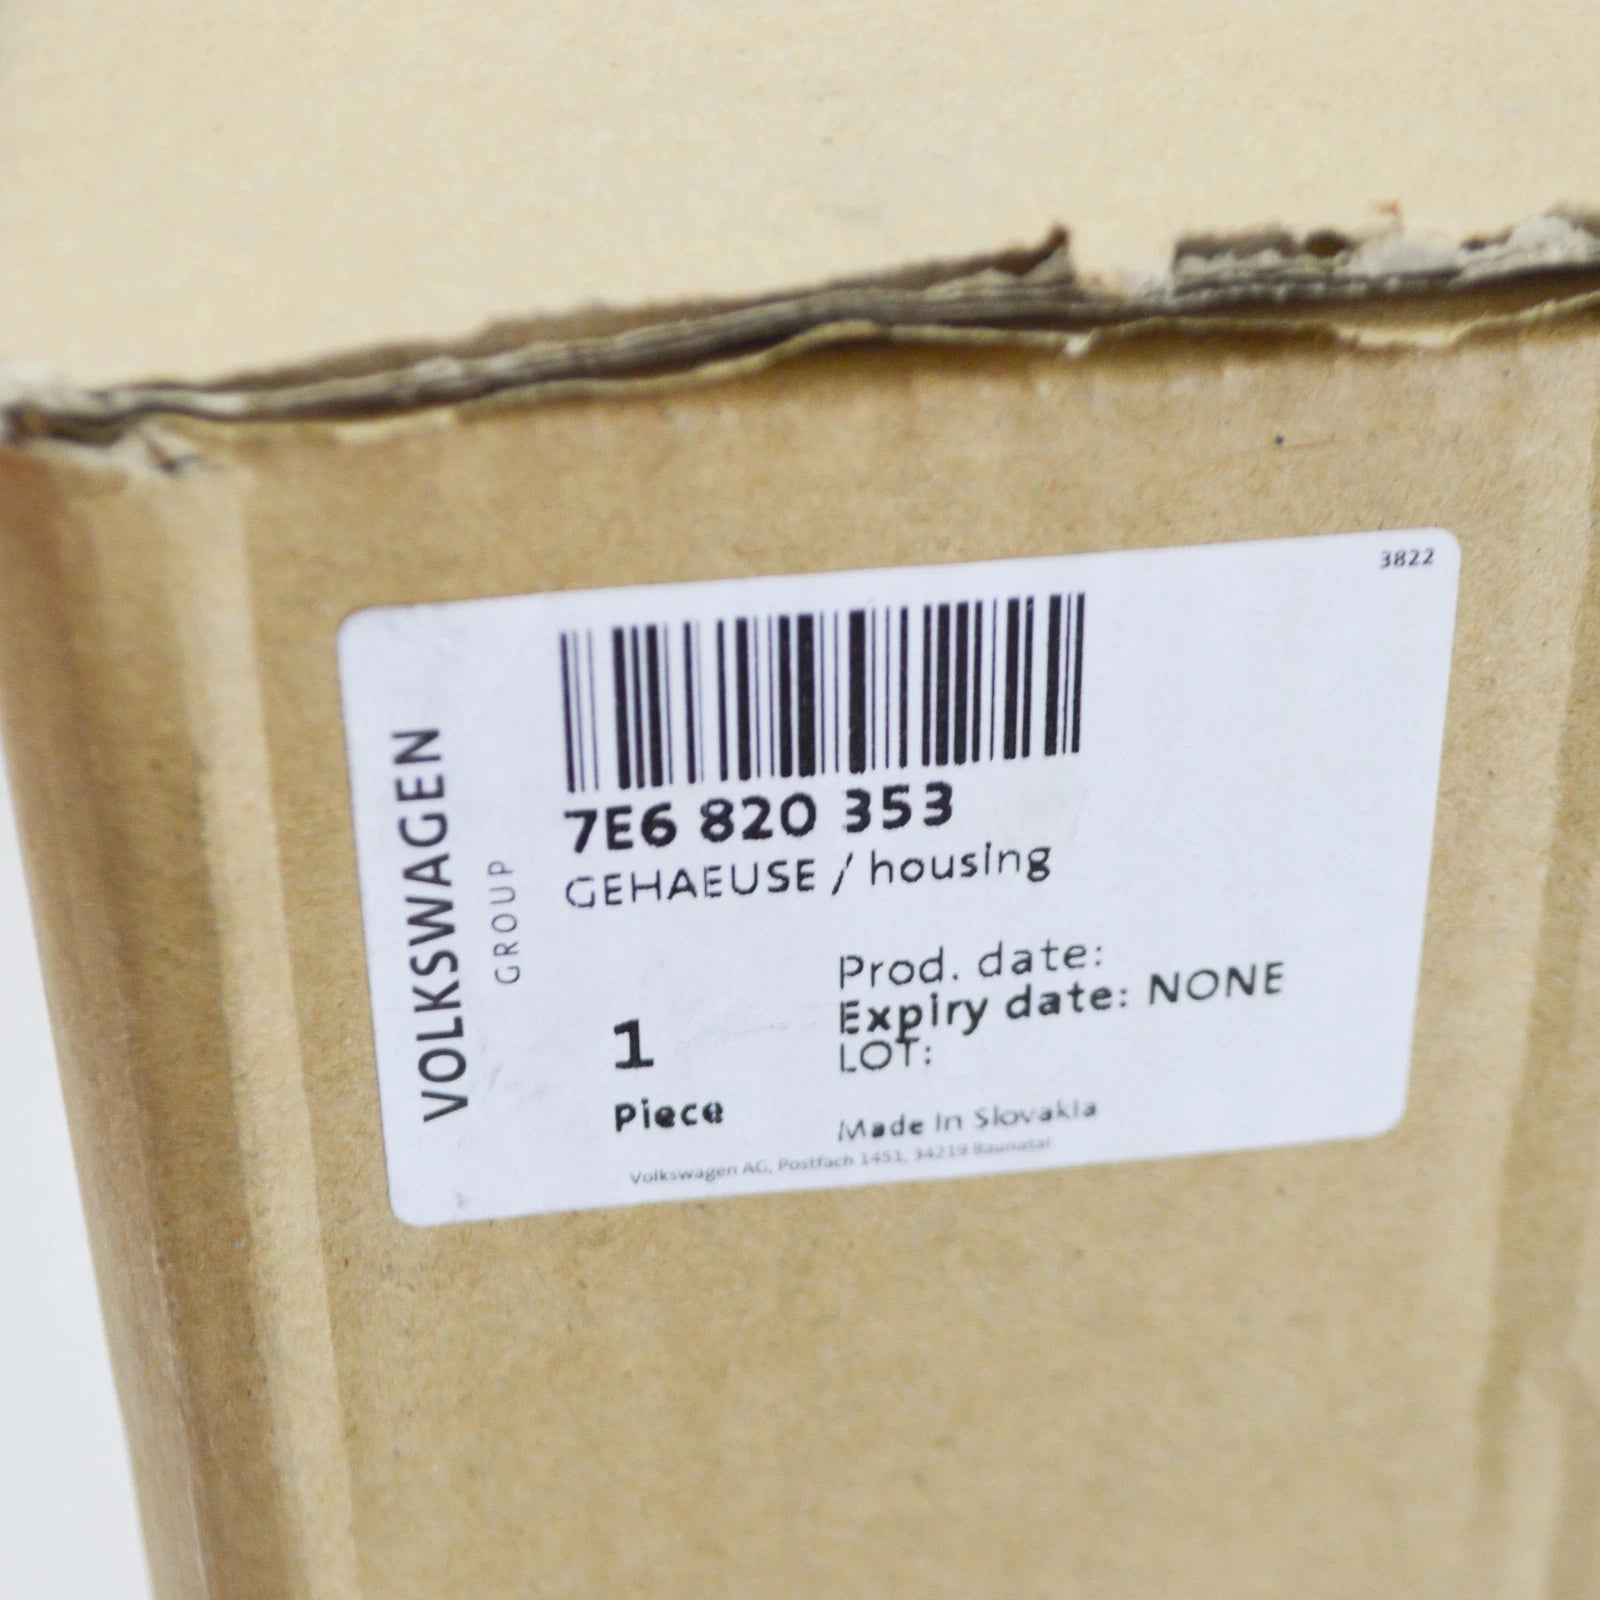 3822
VOLKSWAGEN
GROUP
7E6 820 353
GEHAEUSE / housing
1
Piece
Prod. date:
Expiry date: NONE
LOT:
Made In Slovakia
Volkswagen AG, Postfach 1451, 34219 Baunatal